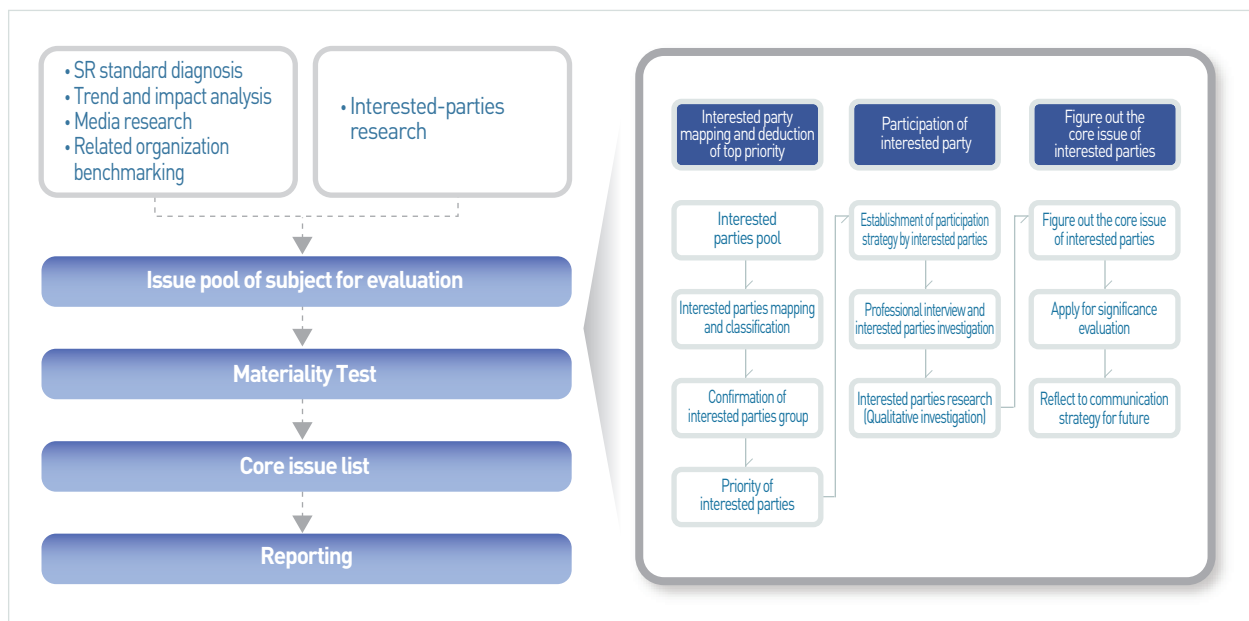 • SR standard diagnosis
• Trend and impact analysis
• Media research
• Related organization
benchmarking
• Interested-parties
research
Issue pool of subject for evaluation
Materiality Test
Core issue list
Reporting
Interested party
mapping and deduction
of top priority
Interested
parties pool
Interested parties mapping
and classification
Confirmation of
interested parties group
Priority of
interested parties
Participation of
interested party
Establishment of participation
strategy by interested parties
Professional interview and
interested parties investigation
Interested parties research
(Qualitative investigation)
Figure out the
core issue of
interested parties
Figure out the core issue
of interested parties
Apply for significance
evaluation
Reflect to communication
strategy for future